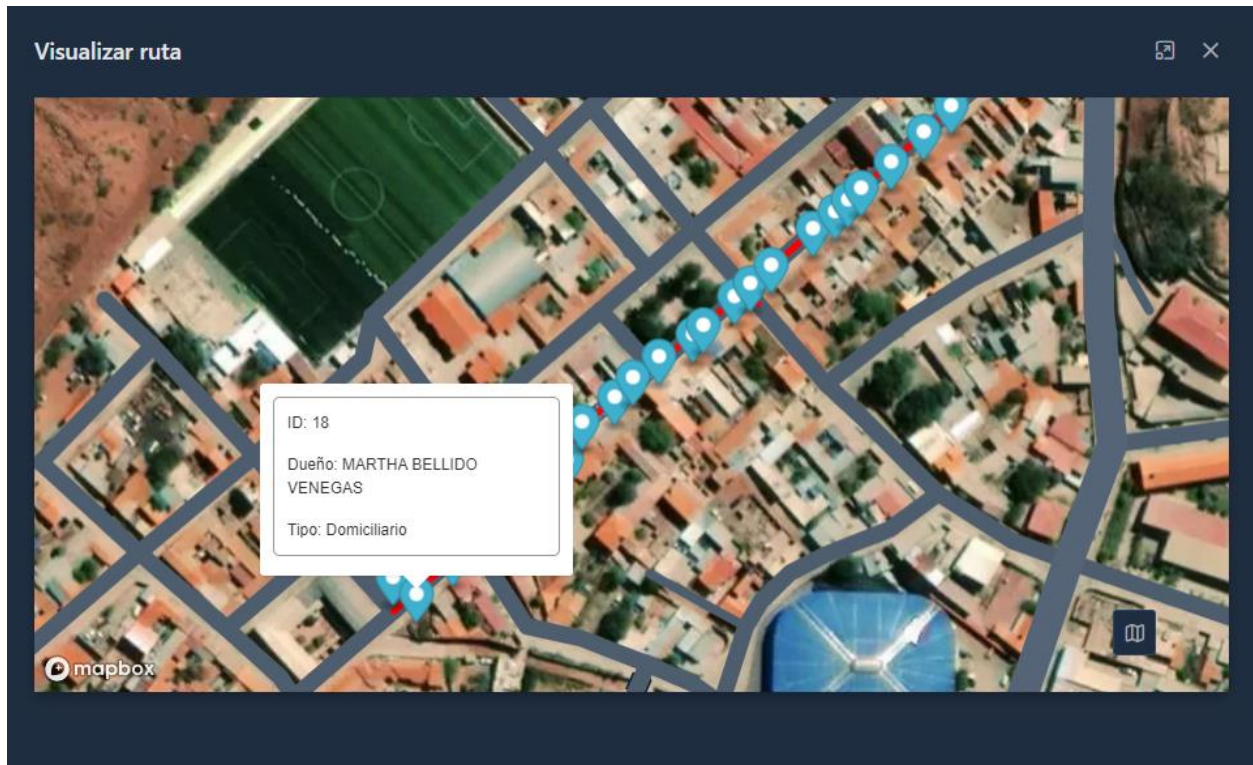 Visualizar ruta
ID: 18
Dueño: MARTHA BELLIDO
VENEGAS
Tipo: Domiciliario
mapbox